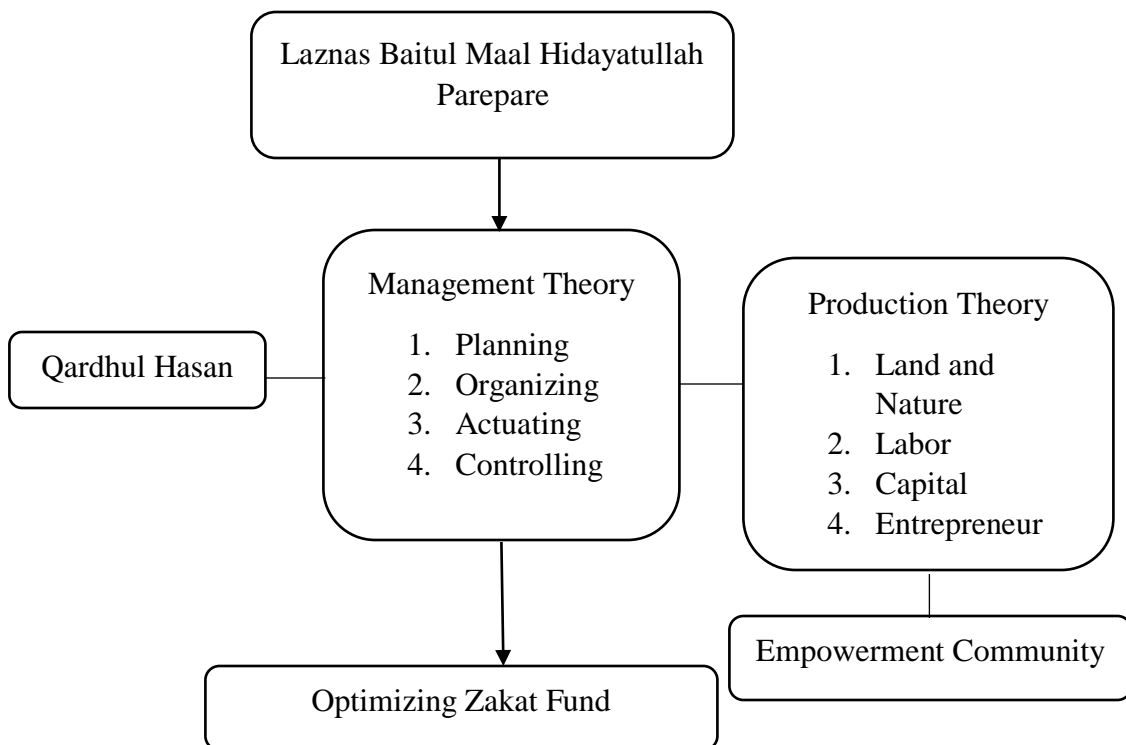 Laznas Baitul Maal Hidayatullah
Parepare
Management Theory
1. Planning
2. Organizing
3. Actuating
4. Controlling
Qardhul Hasan
Production Theory
1. Land and
Nature
2. Labor
3. Capital
4. Entrepreneur
Empowerment Community
Optimizing Zakat Fund